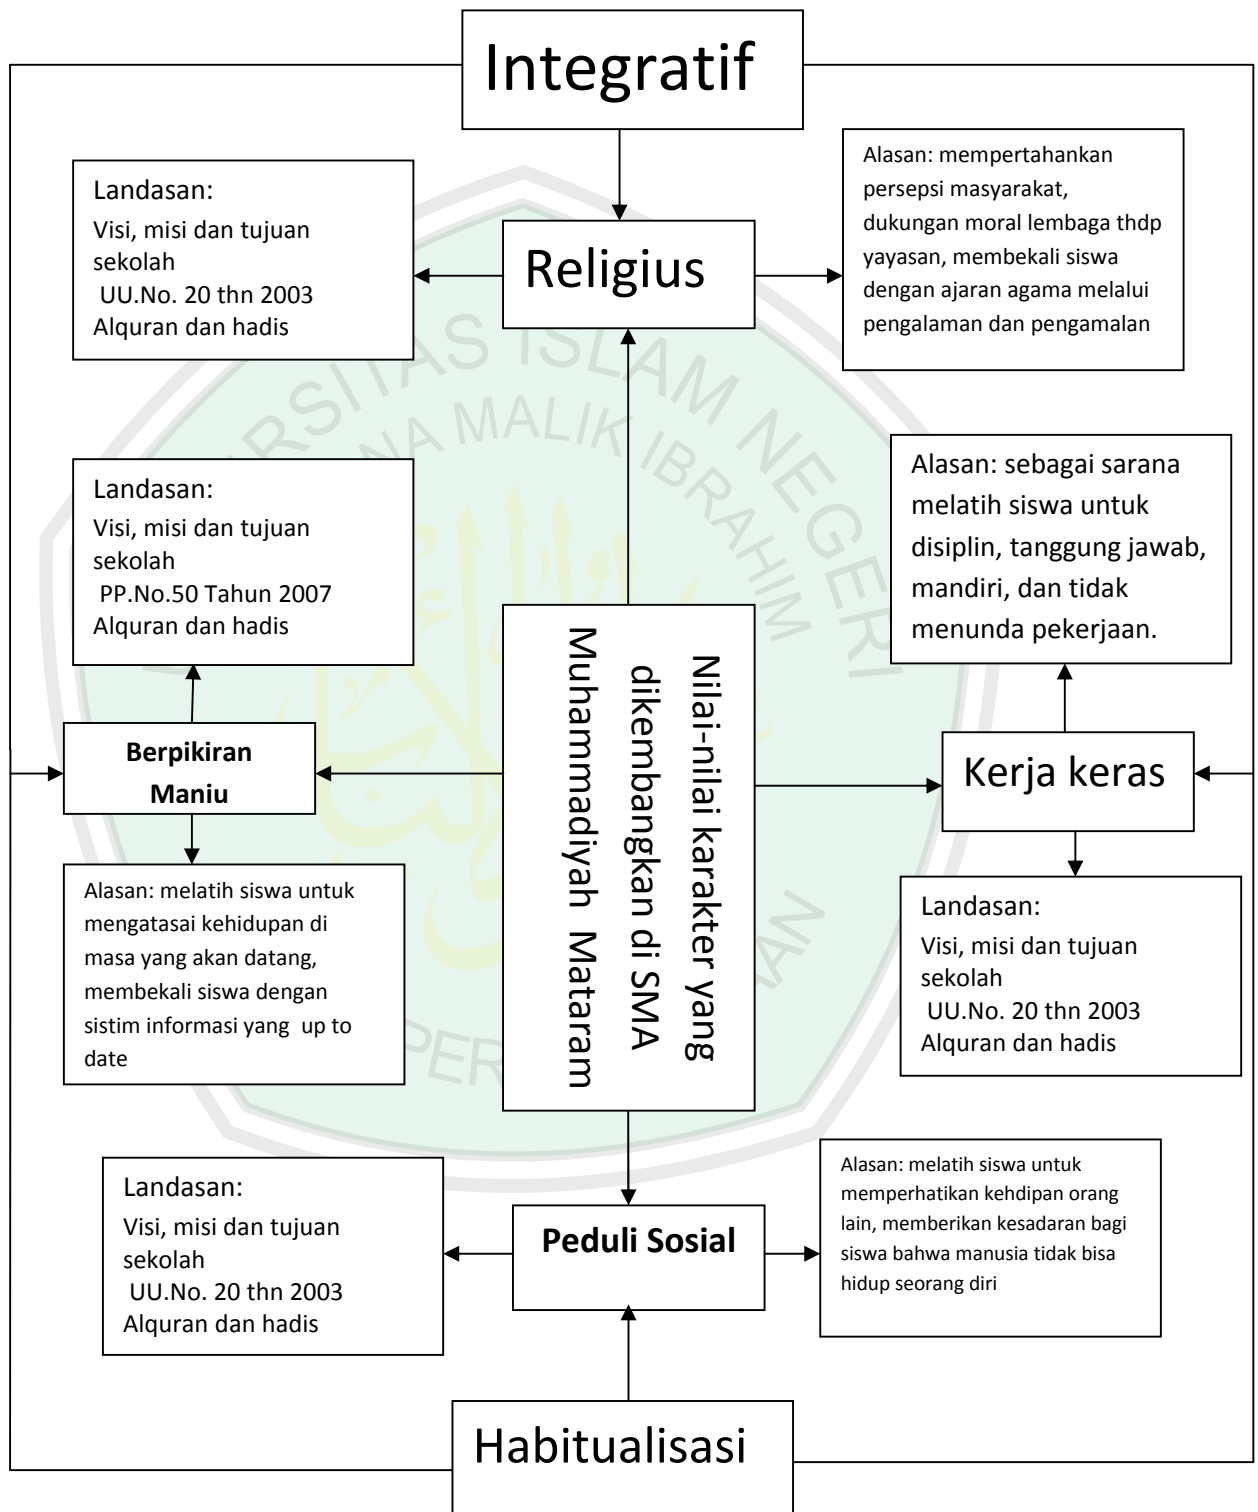 Integratif
Landasan:
Visi, misi dan tujuan
sekolah
UU.No. 20 thn 2003
Alquran dan hadis
Religius
Alasan: mempertahankan
persepsi masyarakat,
dukungan moral lembaga thdp
yayasan, membekali siswa
dengan ajaran agama melalui
pengalaman dan pengamalan
Landasan:
Visi, misi dan tujuan
sekolah
PP.No.50 Tahun 2007
Alquran dan hadis
Alasan: sebagai sarana
melatih siswa untuk
disiplin, tanggung jawab,
mandiri, dan tidak
menunda pekerjaan.
Berpikiran
Maniu
Nilai-nilai karakter yang
dikembangkan di SMA
Muhammadiyah Mataram
Kerja keras
Alasan: melatih siswa untuk
mengatasai kehidupan di
masa yang akan datang,
membekali siswa dengan
sistim informasi yang up to
date
Landasan:
Visi, misi dan tujuan
sekolah
UU.No. 20 thn 2003
Alquran dan hadis
Landasan:
Visi, misi dan tujuan
sekolah
UU.No. 20 thn 2003
Alquran dan hadis
Peduli Sosial
Alasan: melatih siswa untuk
memperhatikan kehdipan orang
lain, memberikan kesadaran bagi
siswa bahwa manusia tidak bisa
hidup seorang diri
Habitualisasi
ISLAM NEGERI
MALIK IBRAHIM